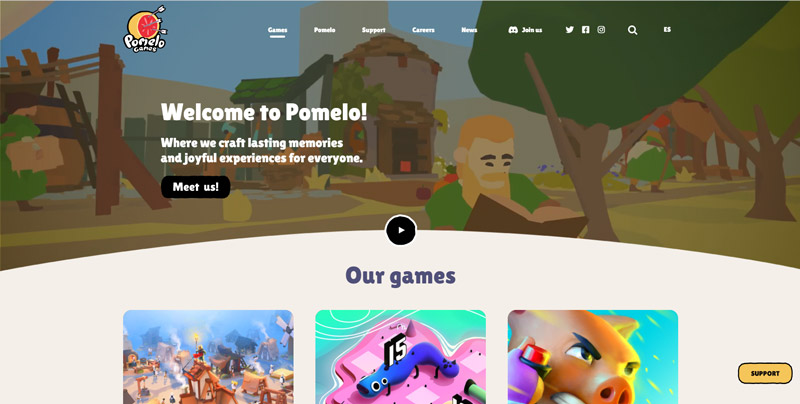 Pomelo
Games
Games
Pomelo
Support
Careers
News
Join us
ES
Welcome to Pomelo!
Where we craft lasting memories
and joyful experiences for everyone.
Meet us!
Our games
15
SUPPORT